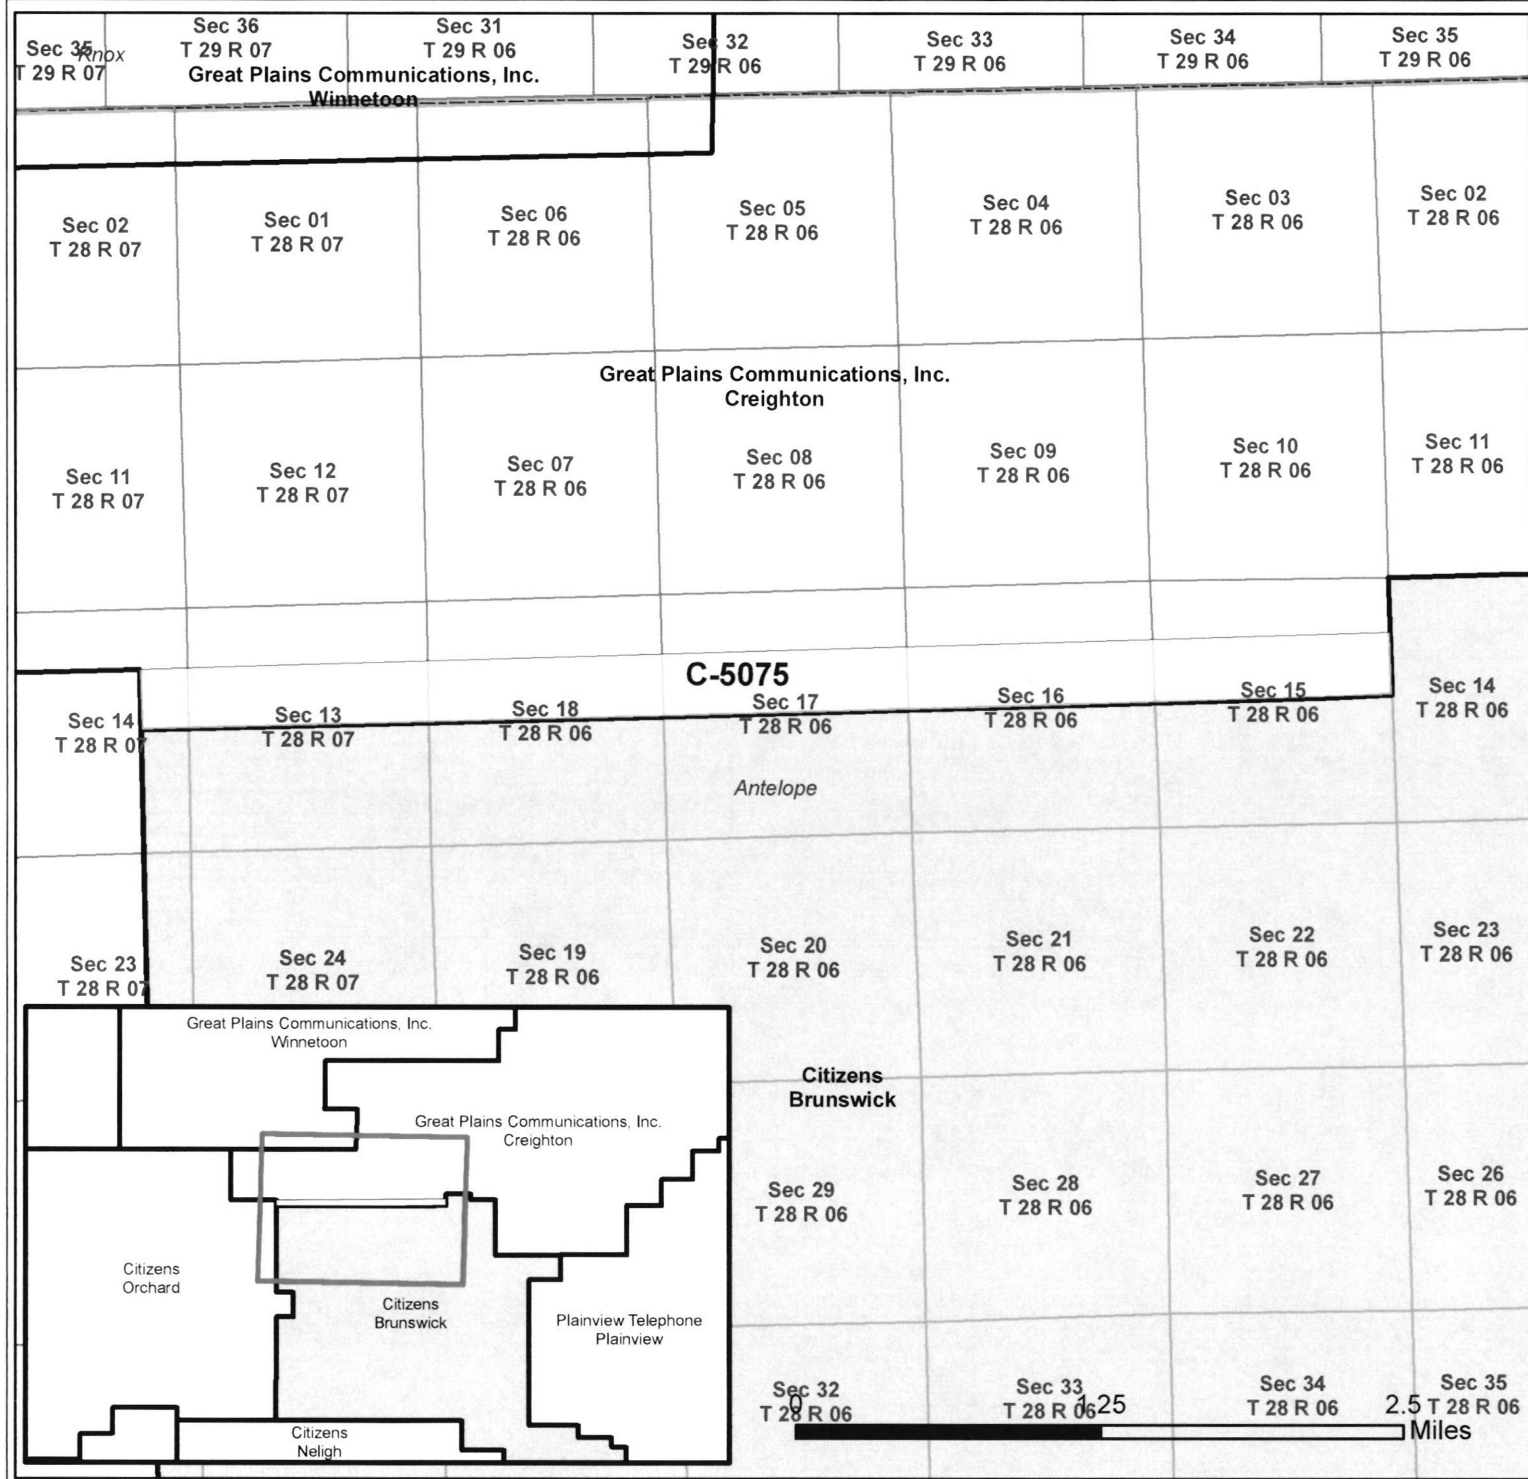 Sec 35
T 29 R 07
Knox
Sec 36
T 29 R 07
Sec 31
T 29 R 06
Sec 32
T 29 R 06
Sec 33
T 29 R 06
Sec 34
T 29 R 06
Sec 35
T 29 R 06
Great Plains Communications, Inc.
Winnetoon
Sec 02
T 28 R 07
Sec 01
T 28 R 07
Sec 06
T 28 R 06
Sec 05
T 28 R 06
Sec 04
T 28 R 06
Sec 03
T 28 R 06
Sec 02
T 28 R 06
Great Plains Communications, Inc.
Creighton
Sec 11
T 28 R 07
Sec 12
T 28 R 07
Sec 07
T 28 R 06
Sec 08
T 28 R 06
Sec 09
T 28 R 06
Sec 10
T 28 R 06
Sec 11
T 28 R 06
C-5075
Sec 14
T 28 R 07
Sec 13
T 28 R 07
Sec 18
T 28 R 06
Sec 17
T 28 R 06
Sec 16
T 28 R 06
Sec 15
T 28 R 06
Sec 14
T 28 R 06
Antelope
Sec 23
T 28 R 07
Sec 24
T 28 R 07
Sec 19
T 28 R 06
Sec 20
T 28 R 06
Sec 21
T 28 R 06
Sec 22
T 28 R 06
Sec 23
T 28 R 06
Citizens
Brunswick
Sec 29
T 28 R 06
Sec 28
T 28 R 06
Sec 27
T 28 R 06
Sec 26
T 28 R 06
Sec 32
T 28 R 06
Sec 33
T 28 R 06
Sec 34
T 28 R 06
Sec 35
T 28 R 06
0 1.25 2.5
Miles
Great Plains Communications, Inc.
Winnetoon
Great Plains Communications, Inc.
Creighton
Citizens
Orchard
Citizens
Brunswick
Plainview Telephone
Plainview
Citizens
Neligh